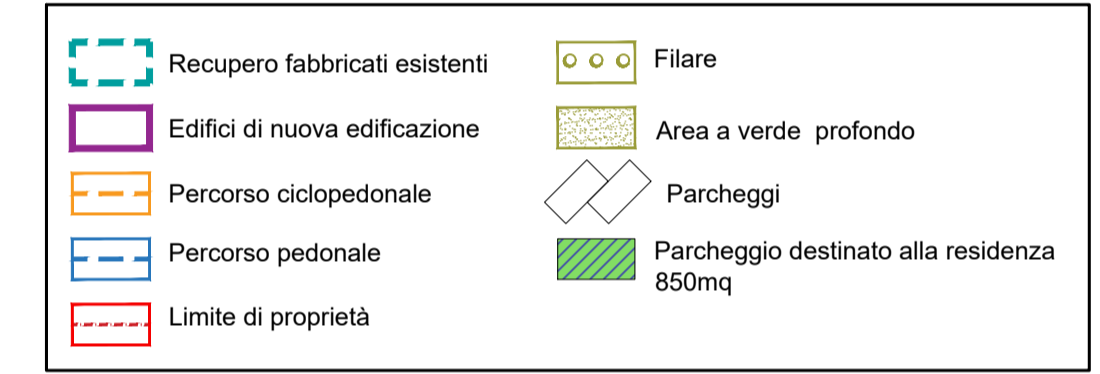 Recupero fabbricati esistenti
Edifici di nuova edificazione
Percorso ciclopedonale
Percorso pedonale
Limite di proprietà
Filare
Area a verde  profondo
Parcheggi
Parcheggio destinato alla residenza
850mq